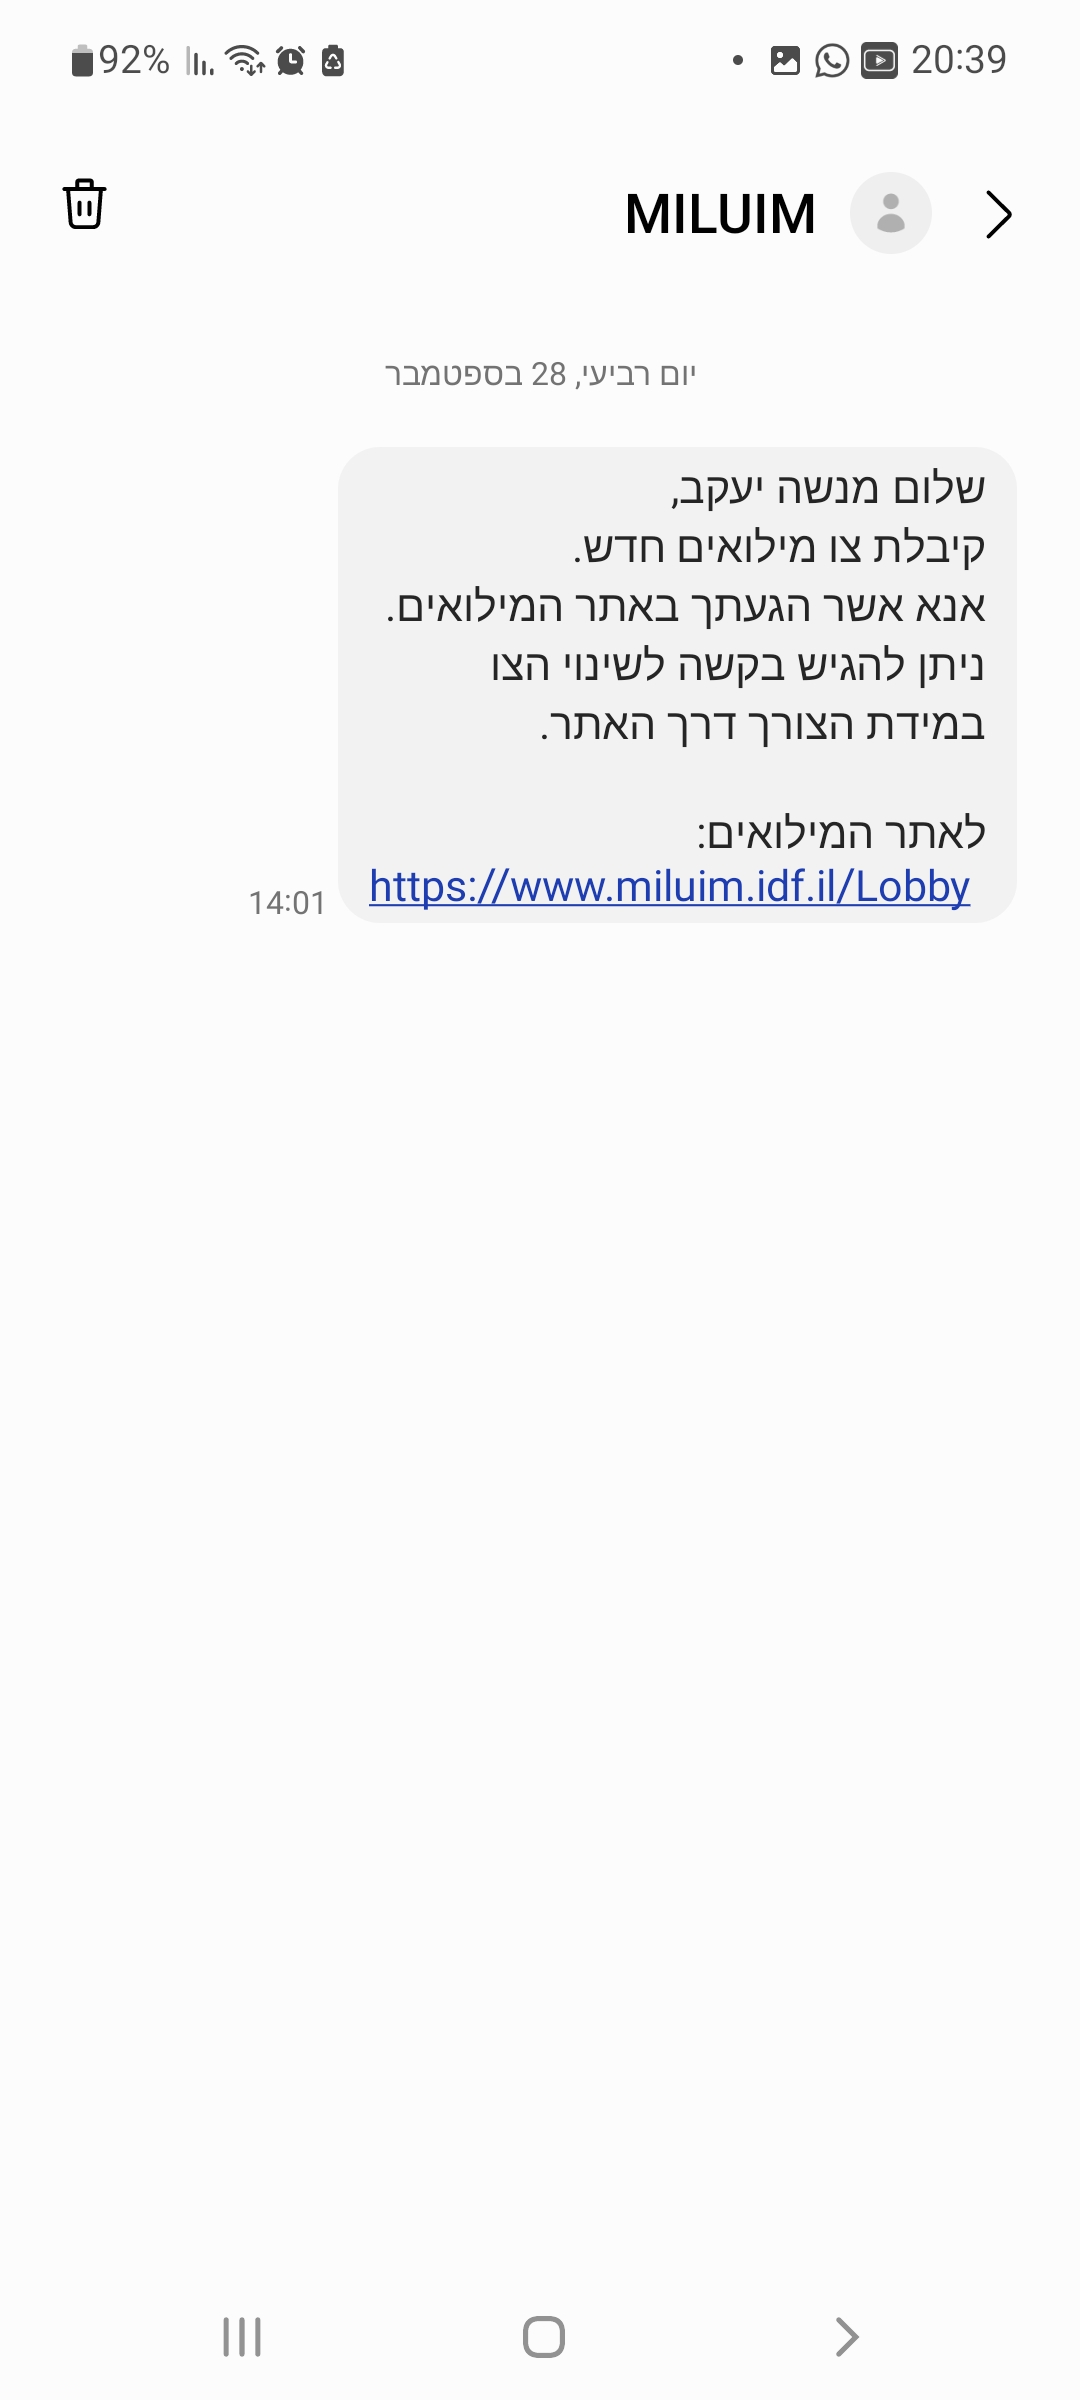 92%
20:39
MILUIM
יום רביעי, 28 בספטמבר
שלום מנשה יעקב,
קיבלת צו מילואים חדש.
אנא אשר הגעתך באתר המילואים.
ניתן להגיש בקשה לשינוי הצו
במידת הצורך דרך האתר.
לאתר המילואים:
https://www.miluim.idf.il/Lobby
14:01